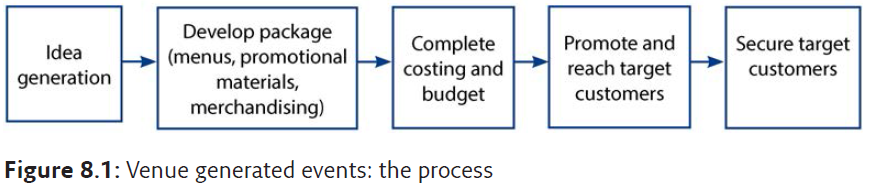 Idea
generation
Develop package
(menus, promotional
materials,
merchandising)
Complete
costing and
budget
Promote and
reach target
customers
Secure target
customers
Figure 8.1: Venue generated events: the process